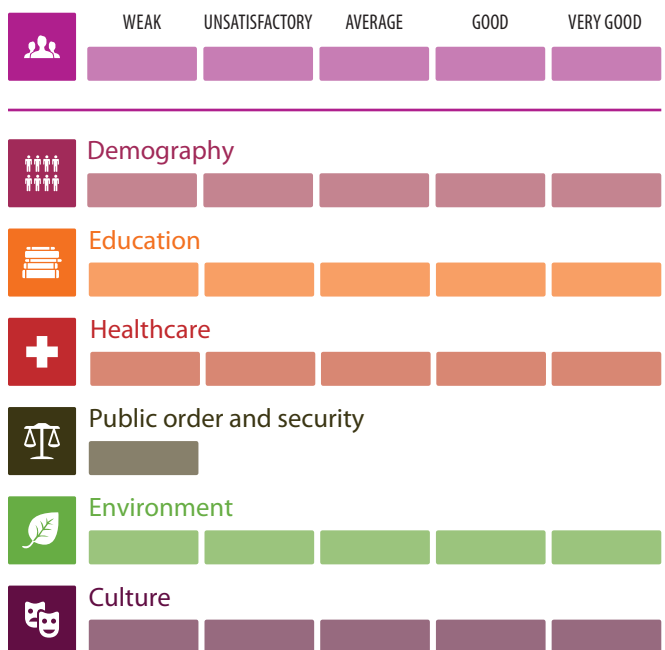 WEAK UNSATISFACTORY AVERAGE GOOD VERY GOOD
Demography
Education
Healthcare
Public order and security
Environment
Culture